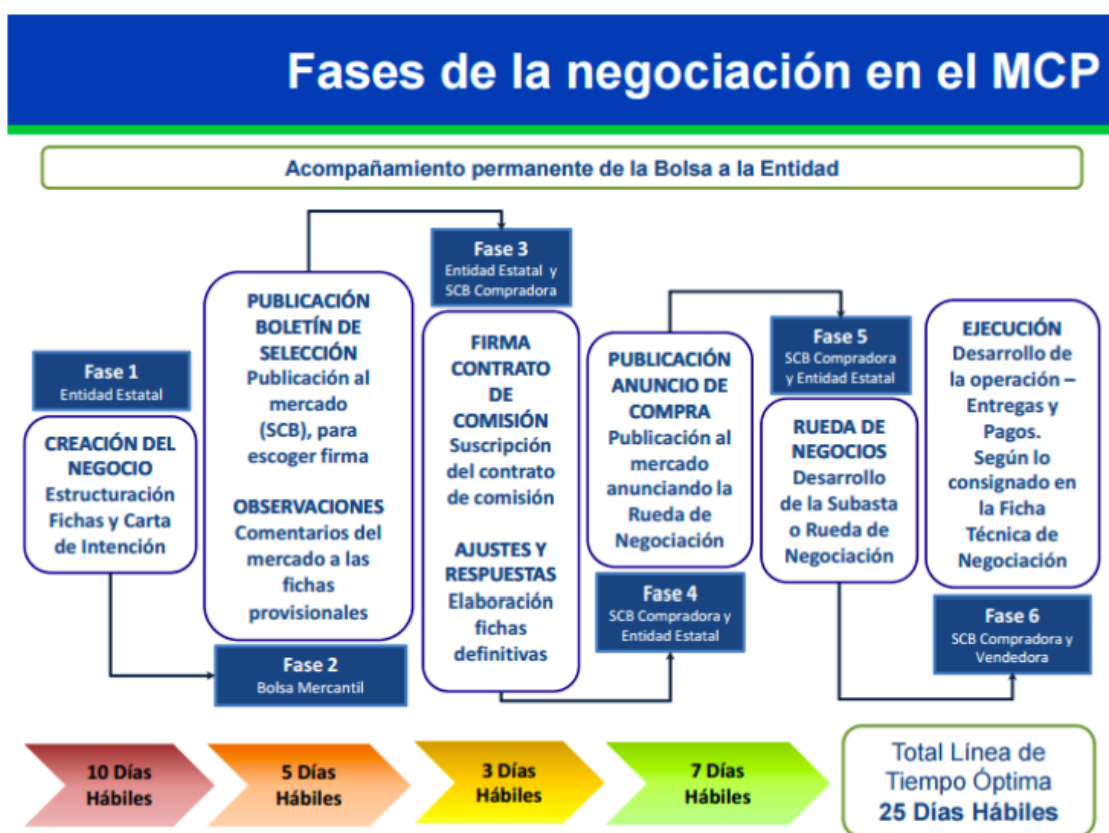 Fases de la negociación en el MCP
Acompañamiento permanente de la Bolsa a la Entidad
Fase 1
Entidad Estatal
CREACIÓN DEL
NEGOCIO
Estructuración
Fichas y Carta
de Intención
PUBLICACIÓN
BOLETÍN DE
SELECCIÓN
Publicación al
mercado
(SCB), para
escoger firma
OBSERVACIONES
Comentarios del
mercado a las
fichas
provisionales
Fase 2
Bolsa Mercantil
Fase 3
Entidad Estatal y
SCB Compradora
FIRMA
CONTRATO
DE
COMISIÓN
Suscripción
del contrato
de comisión
AJUSTES Y
RESPUESTAS
Elaboración
fichas
definitivas
PUBLICACIÓN
ANUNCIO DE
COMPRA
Publicación al
mercado
anunciando la
Rueda de
Negociación
Fase 4
SCB Compradora y
Entidad Estatal
Fase 5
SCB Compradora
y Entidad Estatal
RUEDA DE
NEGOCIOS
Desarrollo
de la Subasta
o Rueda de
Negociación
EJECUCIÓN
Desarrollo de
la operación –
Entregas y
Pagos.
Según lo
consignado en
la Ficha
Técnica de
Negociación
Fase 6
SCB Compradora y
Vendedora
10 Días
Hábiles
5 Días
Hábiles
3 Días
Hábiles
7 Días
Hábiles
Total Línea de
Tiempo Óptima
25 Días Hábiles